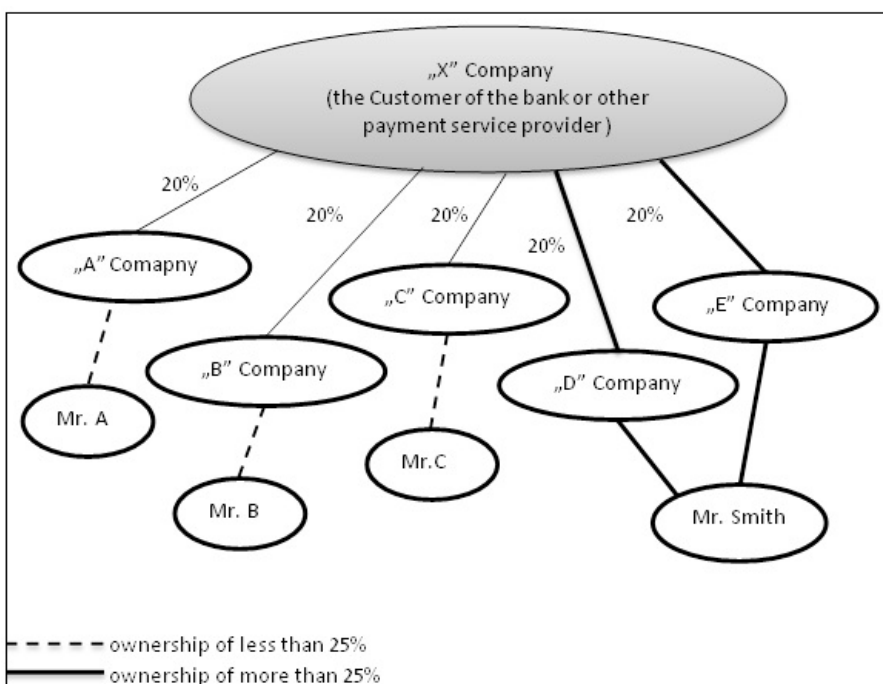 „X” Company
(the Customer of the bank or other
payment service provider )
20%
20%
20%
20%
20%
„A” Comapny
„C” Company
„E” Company
„B” Company
„D” Company
Mr. A
Mr.C
Mr. B
Mr. Smith
ownership of less than 25%
ownership of more than 25%